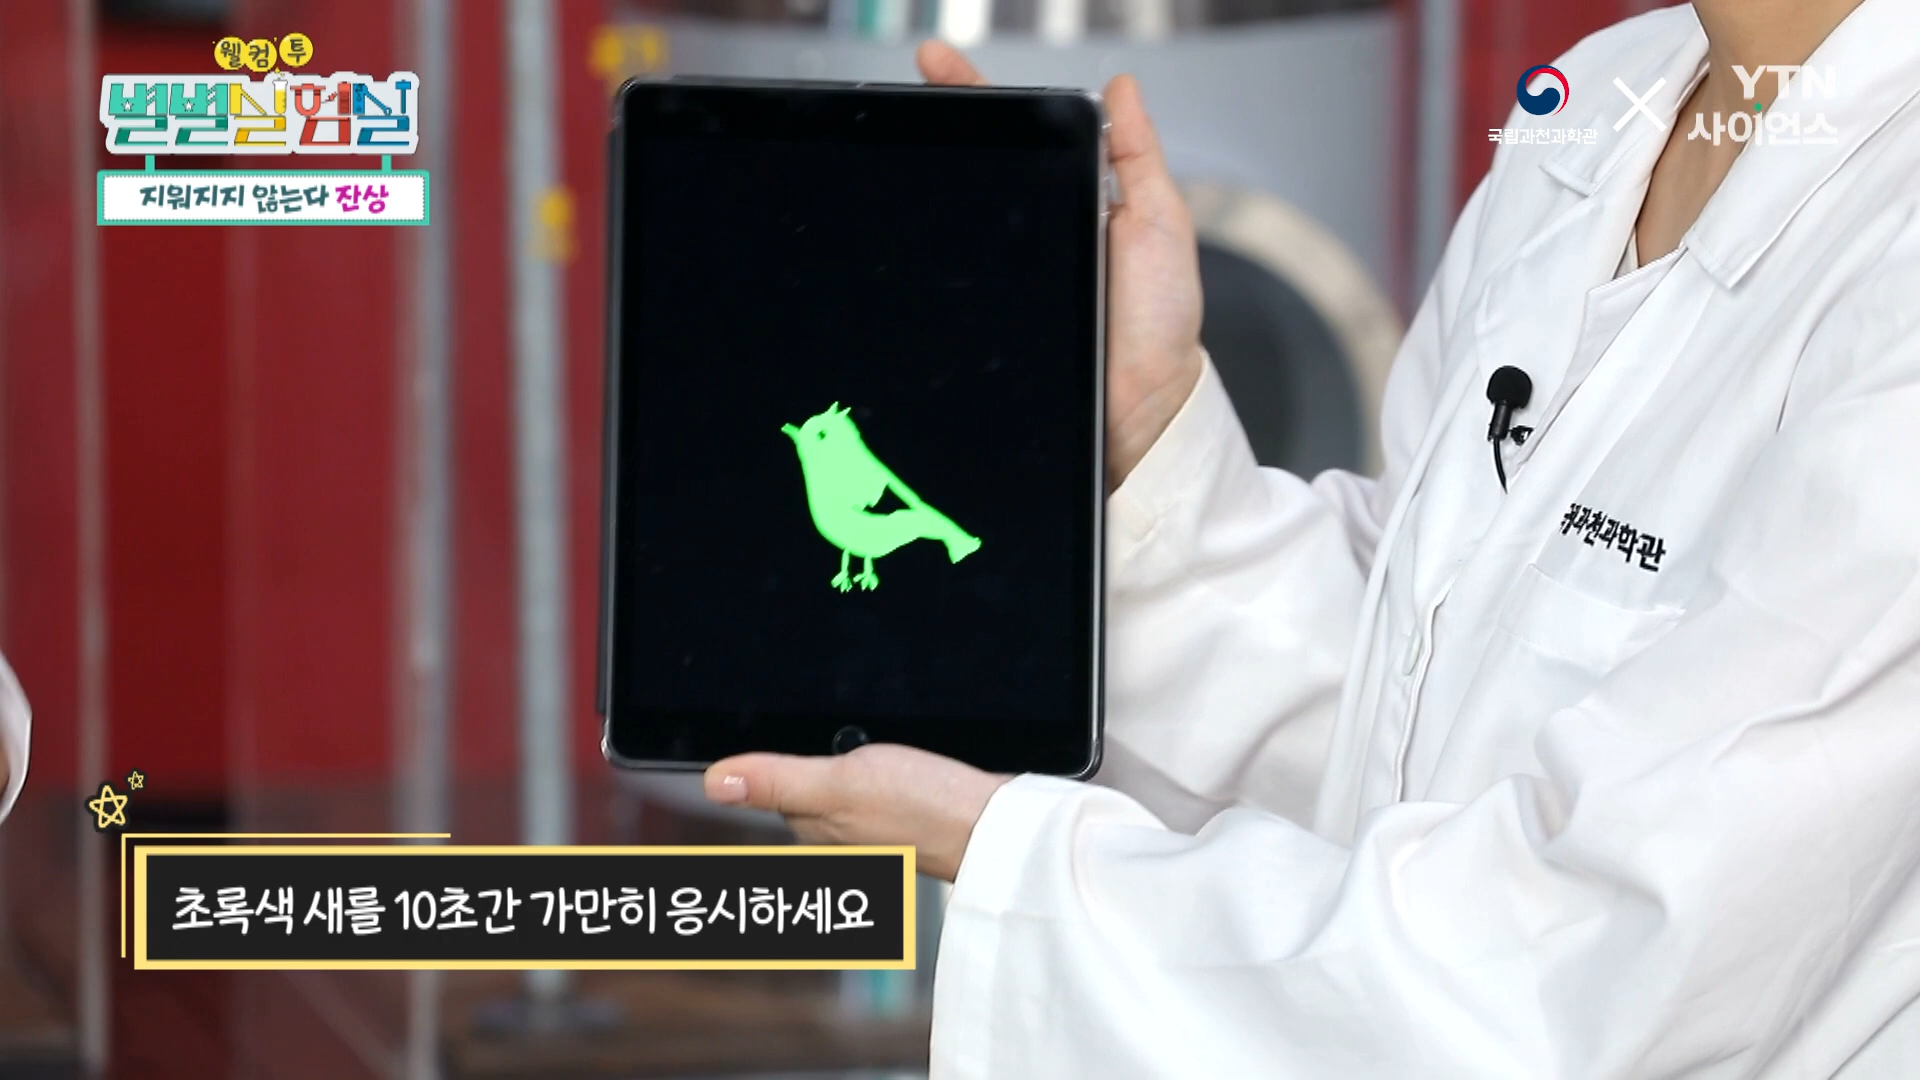 웰컴투
별별실험실
지워지지 않는다 잔상
국립과천과학관
YTN
사이언스
국립과천과학관
초록색 새를 10초간 가만히 응시하세요